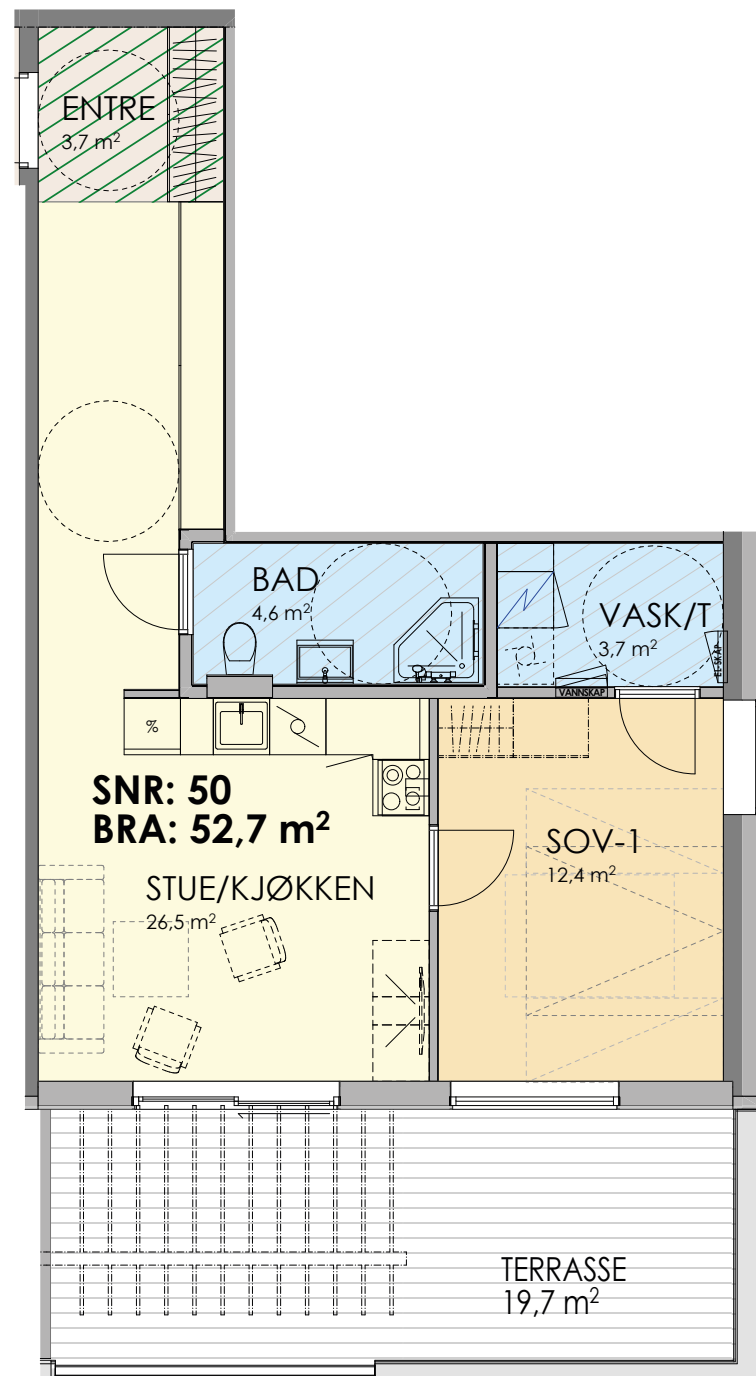 ENTRE
3,7 m²
BAD
4,6 m²
VASK/T
3,7 m²
EL-SKAP
VANNSKAP
%
SNR: 50
BRA: 52,7 m²
STUE/KJØKKEN
26,5 m²
SOV-1
12,4 m²
TERRASSE
19,7 m²